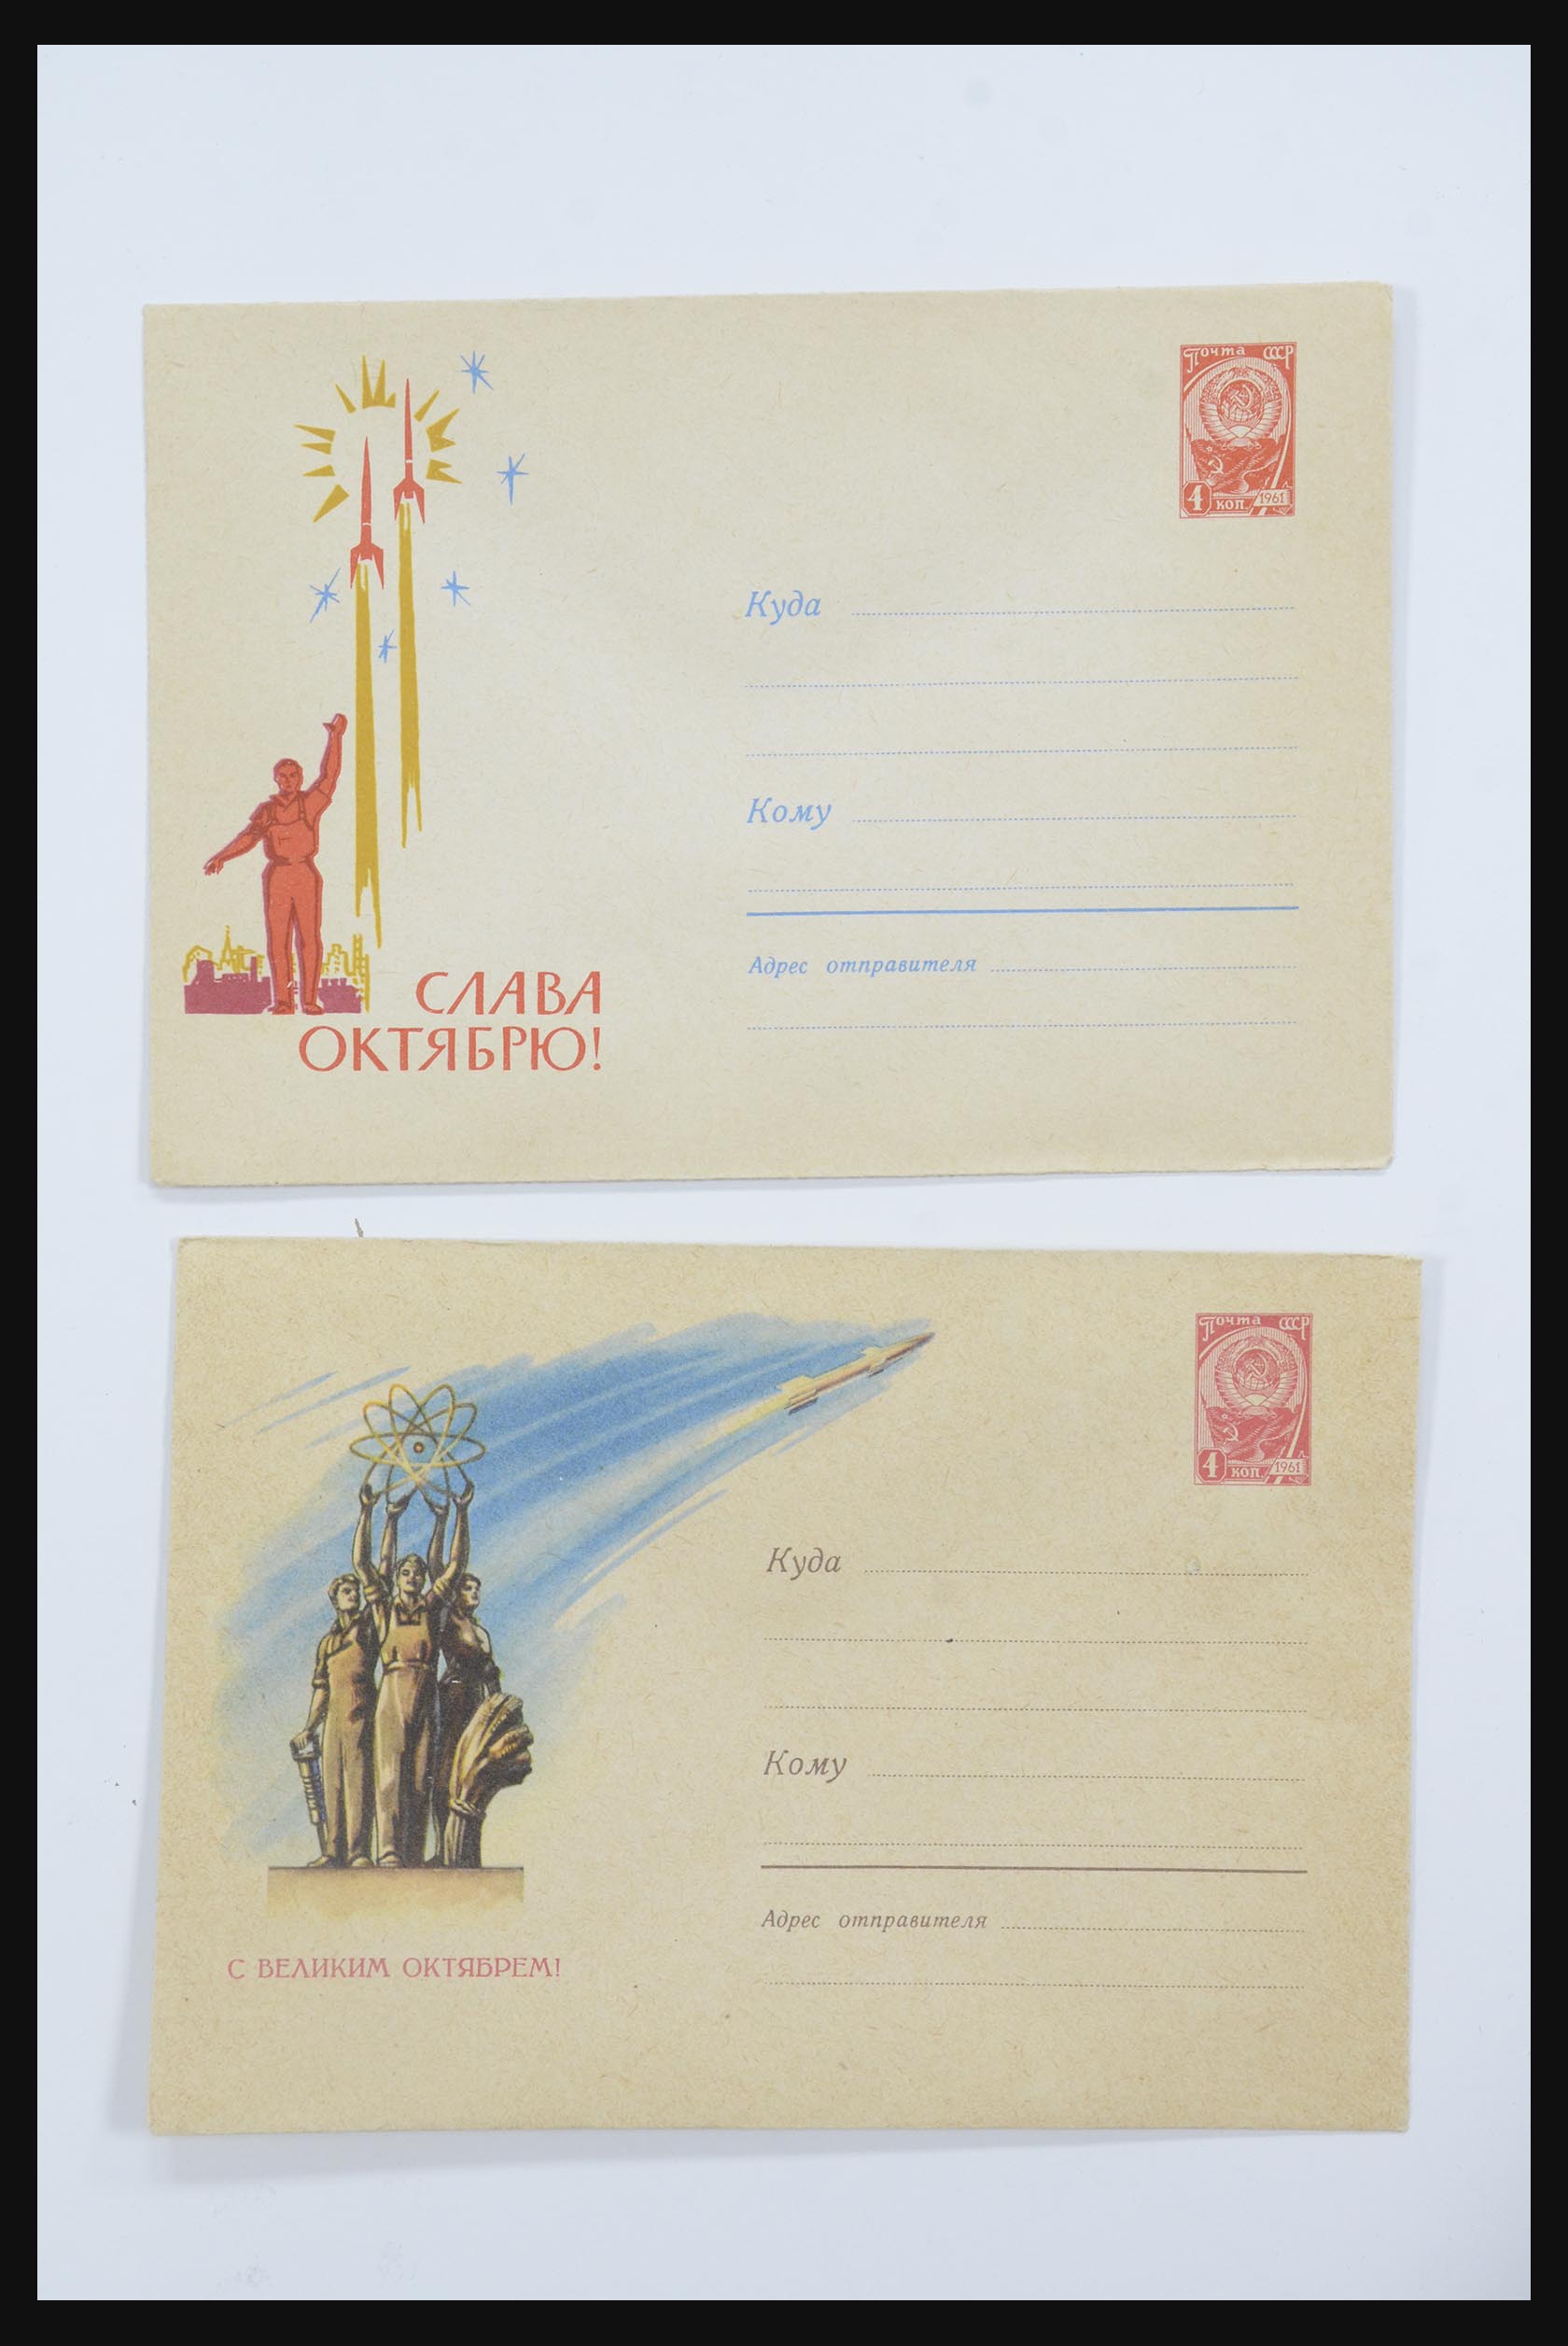 Почта СССР
4 коп. 1961
Куда
Кому
Адрес отправителя
СЛАВА
ОКТЯБРЮ!
Почта СССР
4 коп. 1961
Куда
Кому
Адрес отправителя
С ВЕЛИКИМ ОКТЯБРЕМ!